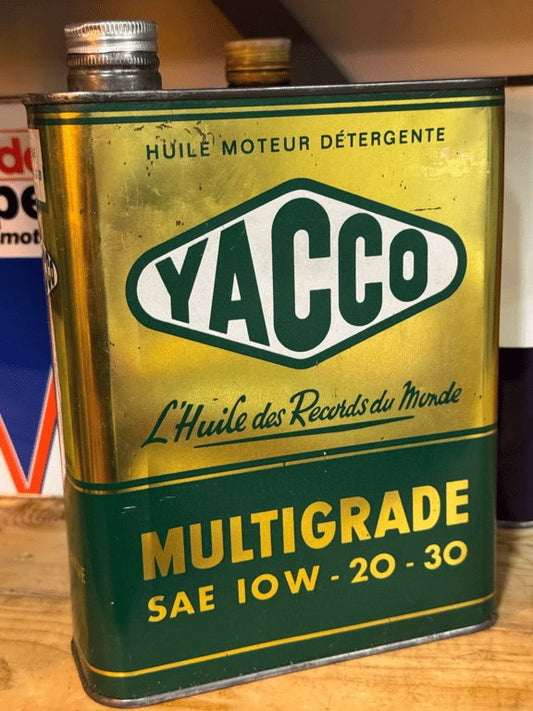 HUILE MOTEUR DÉTERGENTE
YACCO
L'Huile des Records du Monde
MULTIGRADE
SAE 10W - 20 - 30